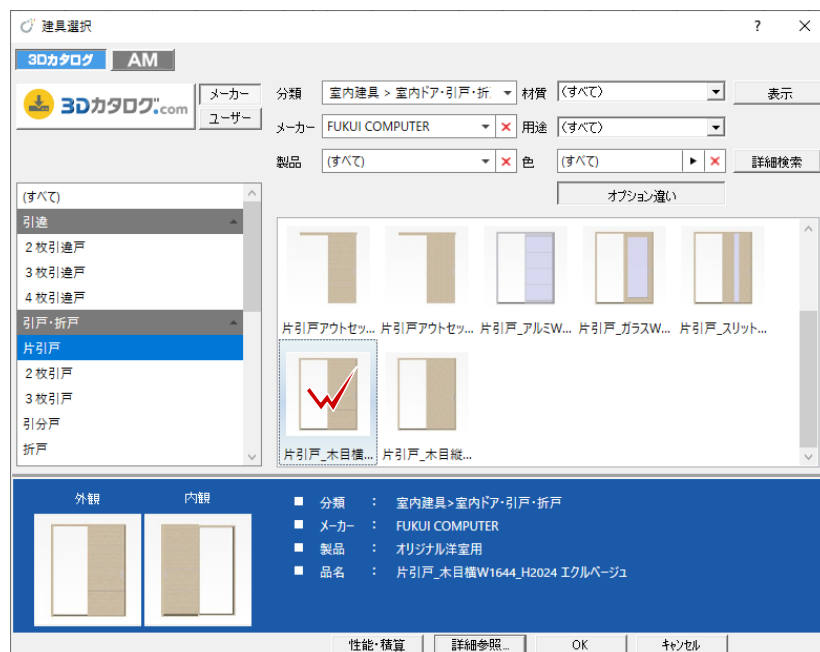 建具選択
?
×
3Dカタログ
AM
3Dカタログ.com
メーカー
ユーザー
分類
室内建具 > 室内ドア・引戸・折.
材質
(すべて)
表示
メーカー
FUKUI COMPUTER
用途
(すべて)
製品
(すべて)
色
(すべて)
詳細検索
オプション違い
(すべて)
引違
2枚引違戸
3枚引違戸
4枚引違戸
引戸・折戸
片引戸
2枚引戸
3枚引戸
引分戸
折戸
片引戸アウトセッ...
片引戸アウトセッ...
片引戸_アルミW...
片引戸_ガラスW...
片引戸_スリット...
片引戸_木目横...
片引戸_木目縦...
外観
内観
■ 分類 : 室内建具>室内ドア・引戸・折戸
■ メーカー : FUKUI COMPUTER
■ 製品 : オリジナル洋室用
■ 品名 : 片引戸_木目横W1644_H2024 エクルベージュ
性能・積算
詳細参照...
OK
キャンセル